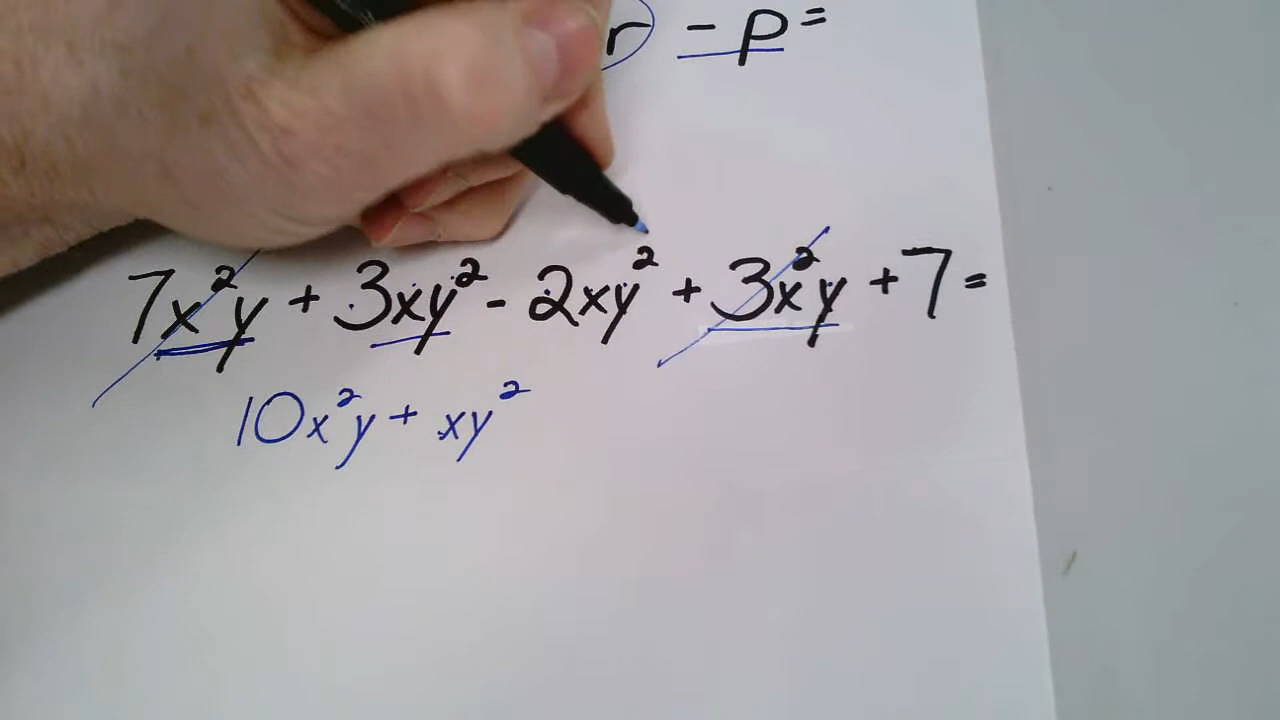 r - p =
7x²y + 3xy² - 2xy² + 3x²y + 7 =
10x²y + xy²